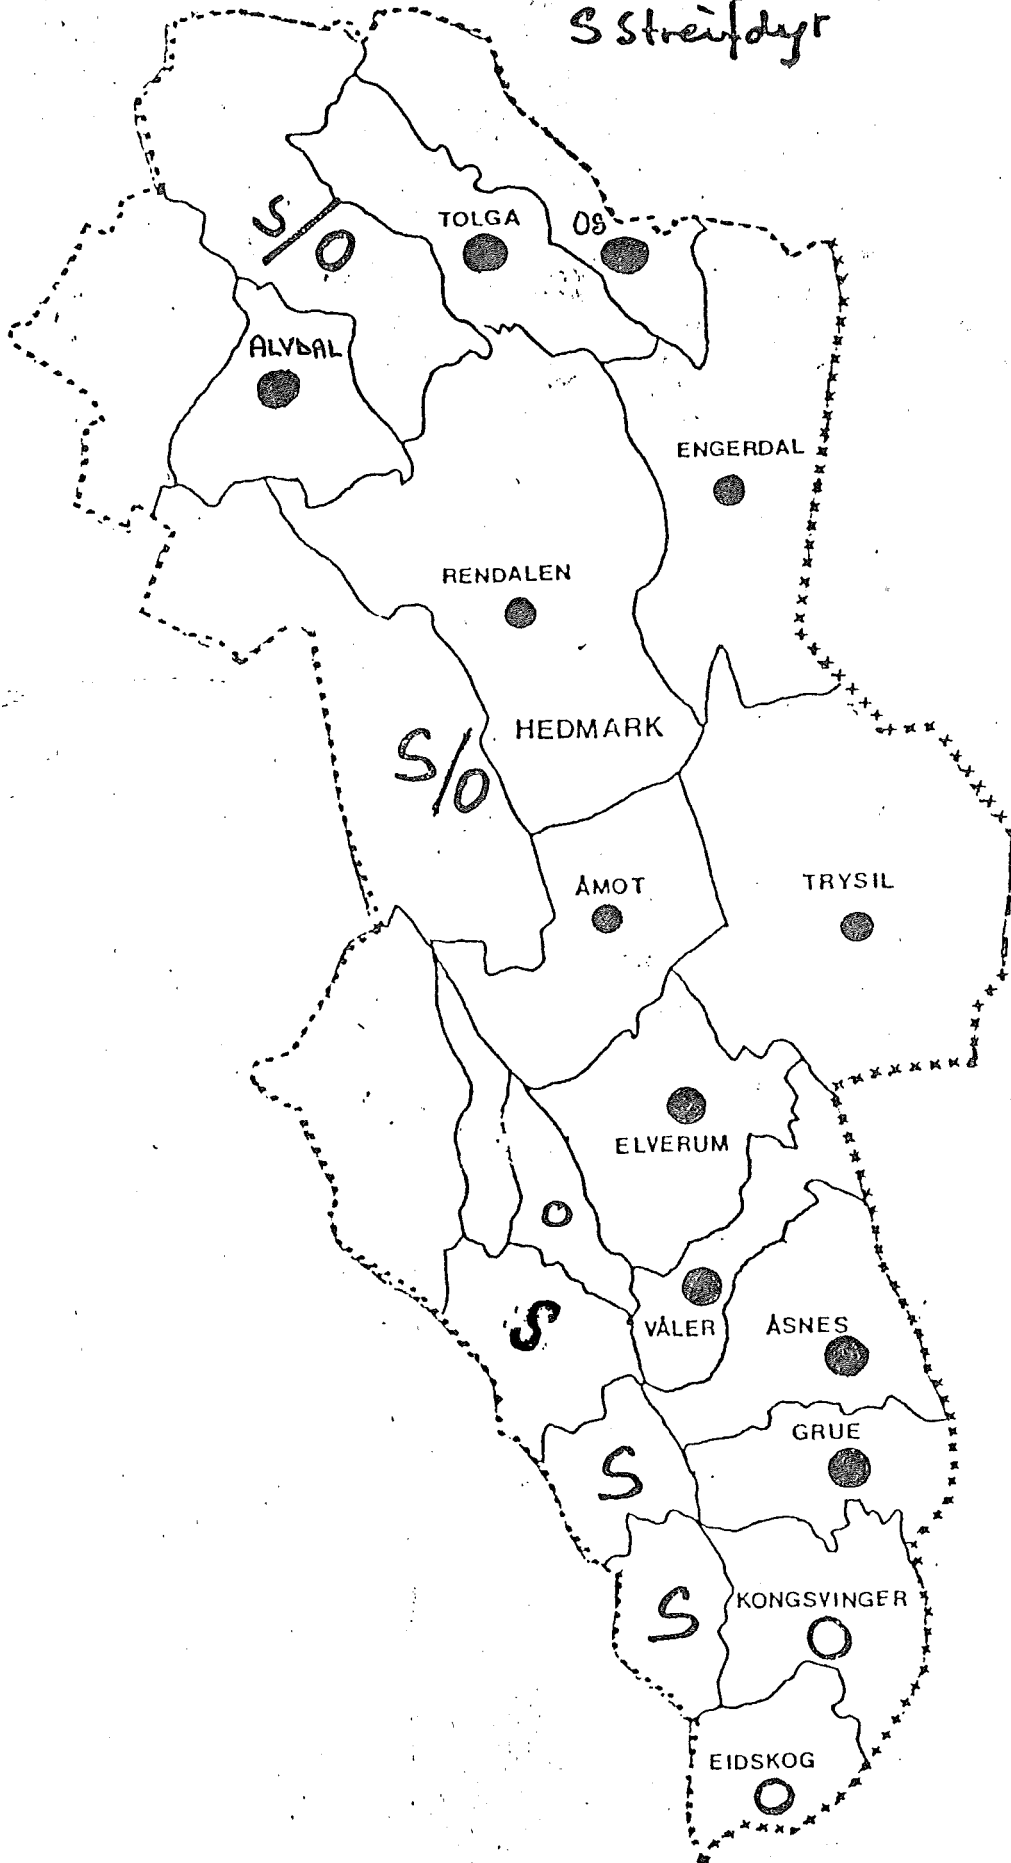 S Streifdyr
TOLGA
OS
S/O
ALVDAL
ENGERDAL
RENDALEN
HEDMARK
S/O
ÅMOT
TRYSIL
ELVERUM
O
S
VÅLER
ÅSNES
GRUE
S
S
KONGSVINGER
O
EIDSKOG
O